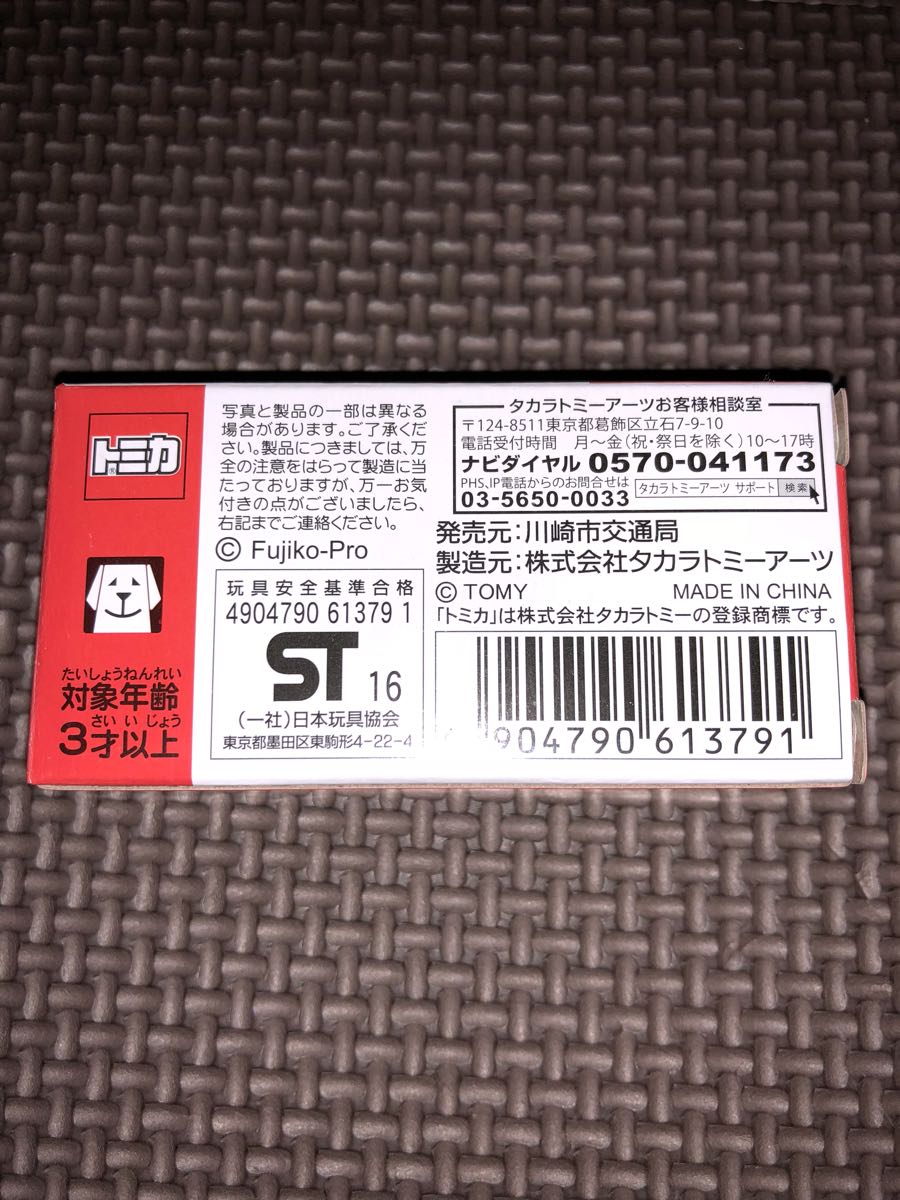 トミカ
®
たいしょうねんれい
対象年齢
さい い じょう
3才以上
写真と製品の一部は異なる
場合があります。ご了承くだ
さい。製品につきましては、万
全の注意をはらって製造に当
たっておりますが、万一お気
付きの点がございましたら、
右記までご連絡ください。
© Fujiko-Pro
玩具安全基準合格
4904790 61379 1
ST 16
(一社)日本玩具協会
東京都墨田区東駒形4-22-4
タカラトミーアーツお客様相談室
〒124-8511東京都葛飾区立石7-9-10
電話受付時間 月〜金(祝・祭日を除く)10〜17時
ナビダイヤル 0570-041173
PHS,IP電話からのお問合せは
03-5650-0033
タカラトミーアーツ サポート 検索
発売元:川崎市交通局
製造元:株式会社タカラトミーアーツ
© TOMY MADE IN CHINA
「トミカ」は株式会社タカラトミーの登録商標です。
904790 613791